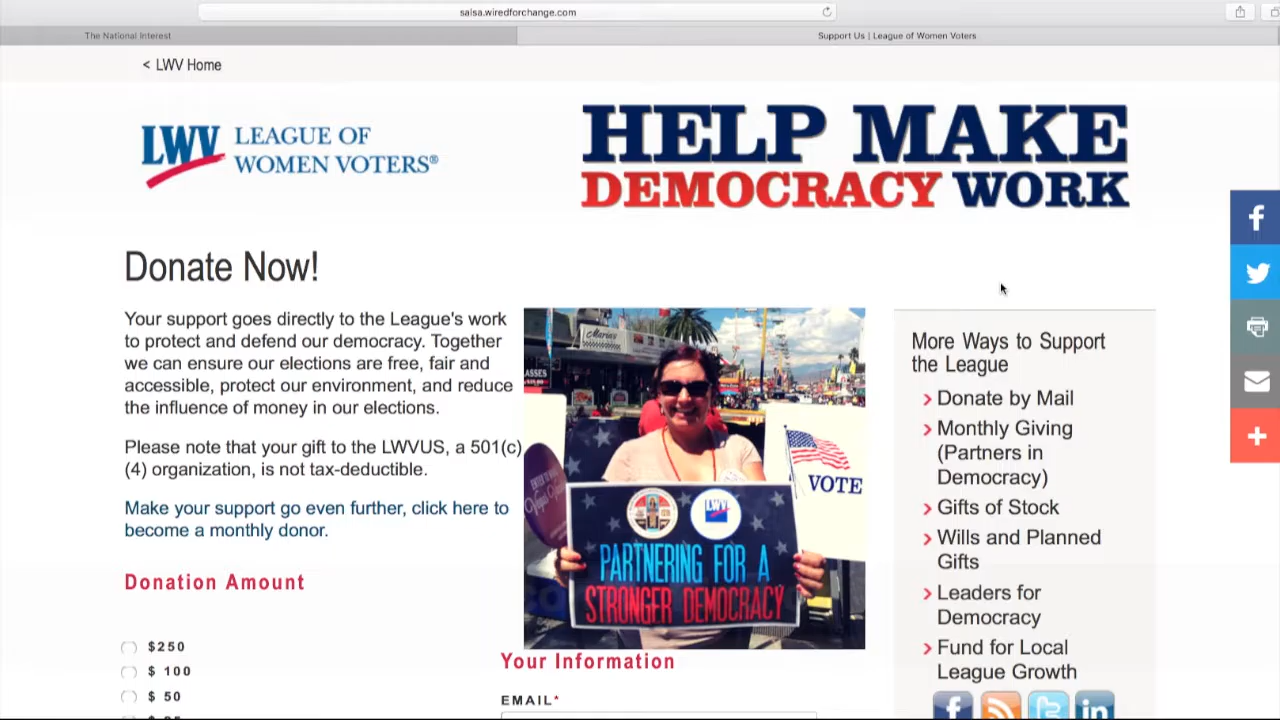 salsa.wiredforchange.com
The National Interest
Support Us | League of Women Voters
< LWV Home
LWV LEAGUE OF
WOMEN VOTERS®
HELP MAKE
DEMOCRACY WORK
Donate Now!
Your support goes directly to the League's work
to protect and defend our democracy. Together
we can ensure our elections are free, fair and
accessible, protect our environment, and reduce
the influence of money in our elections.
Please note that your gift to the LWVUS, a 501(c)
(4) organization, is not tax-deductible.
Make your support go even further, click here to
become a monthly donor.
Donation Amount
$250
$ 100
$ 50
VOTE
LWV
PARTNERING FOR A
STRONGER DEMOCRACY
Your Information
EMAIL*
More Ways to Support
the League
Donate by Mail
Monthly Giving
(Partners in
Democracy)
Gifts of Stock
Wills and Planned
Gifts
Leaders for
Democracy
Fund for Local
League Growth